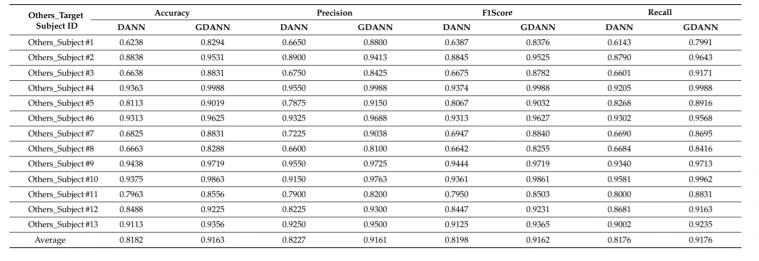 Others_Target Subject ID Accuracy Precision F1Score Recall
DANN GDANN DANN GDANN DANN GDANN DANN GDANN
Others_Subject #1 0.6238 0.8294 0.6650 0.8800 0.6387 0.8376 0.6143 0.7991
Others_Subject #2 0.8838 0.9531 0.8900 0.9413 0.8845 0.9525 0.8790 0.9643
Others_Subject #3 0.6638 0.8831 0.6750 0.8425 0.6675 0.8782 0.6601 0.9171
Others_Subject #4 0.9363 0.9988 0.9550 0.9988 0.9374 0.9988 0.9205 0.9988
Others_Subject #5 0.8113 0.9019 0.7875 0.9150 0.8067 0.9032 0.8268 0.8916
Others_Subject #6 0.9313 0.9625 0.9325 0.9688 0.9313 0.9627 0.9302 0.9568
Others_Subject #7 0.6825 0.8831 0.7225 0.9038 0.6947 0.8840 0.6690 0.8695
Others_Subject #8 0.6663 0.8288 0.6600 0.8100 0.6642 0.8255 0.6684 0.8416
Others_Subject #9 0.9438 0.9719 0.9550 0.9725 0.9444 0.9719 0.9340 0.9713
Others_Subject #10 0.9375 0.9863 0.9150 0.9763 0.9361 0.9861 0.9581 0.9962
Others_Subject #11 0.7963 0.8556 0.7900 0.8200 0.7950 0.8503 0.8000 0.8831
Others_Subject #12 0.8488 0.9225 0.8225 0.9300 0.8447 0.9231 0.8681 0.9163
Others_Subject #13 0.9113 0.9356 0.9250 0.9500 0.9125 0.9365 0.9002 0.9235
Average 0.8182 0.9163 0.8227 0.9161 0.8198 0.9162 0.8176 0.9176